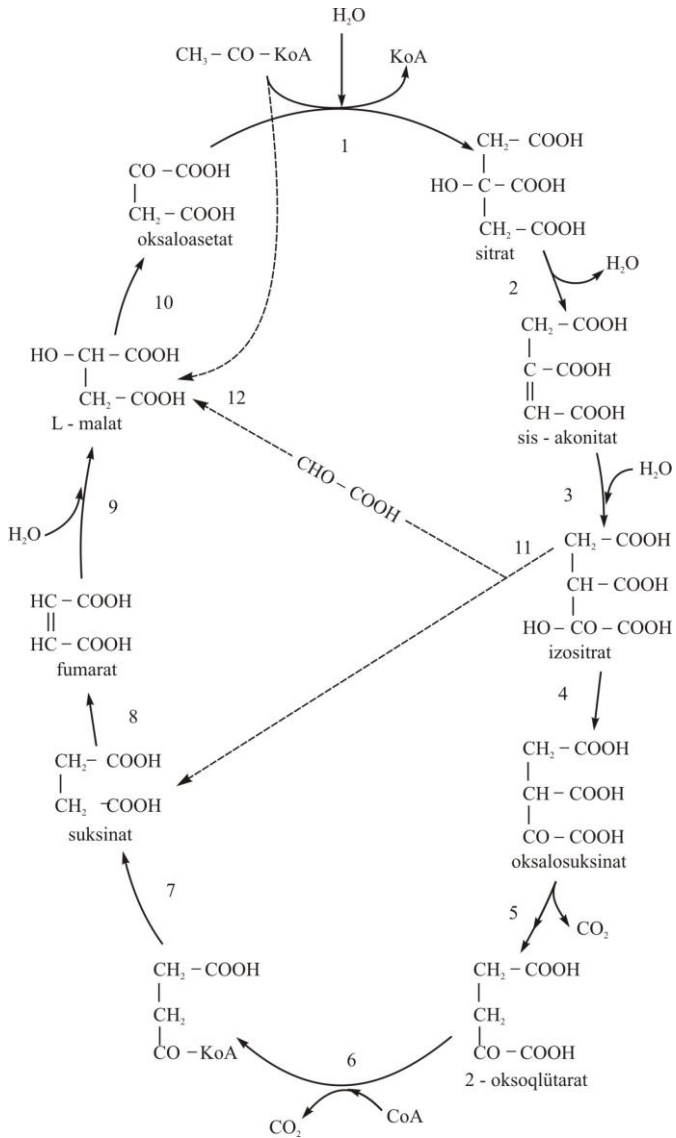 H₂O
CH₃ – CO – KoA
KoA
1
CO – COOH
CH₂ – COOH
oksaloasetat
CH₂ – COOH
HO – C – COOH
CH₂ – COOH
sitrat
2
H₂O
10
HO – CH – COOH
CH₂ – COOH
L - malat
12
CH₂ – COOH
C – COOH
CH – COOH
sis - akonitat
CHO – COOH
3
H₂O
9
H₂O
11
CH₂ – COOH
CH – COOH
HO – CO – COOH
izositrat
HC – COOH
HC – COOH
fumarat
4
8
CH₂ – COOH
CH₂ – COOH
suksinat
CH₂ – COOH
CH – COOH
CO – COOH
oksalosuksinat
7
5
CO₂
CH₂ – COOH
CH₂
CO – KoA
CH₂ – COOH
CH₂
CO – COOH
2 - oksoqlütarat
6
CO₂
CoA